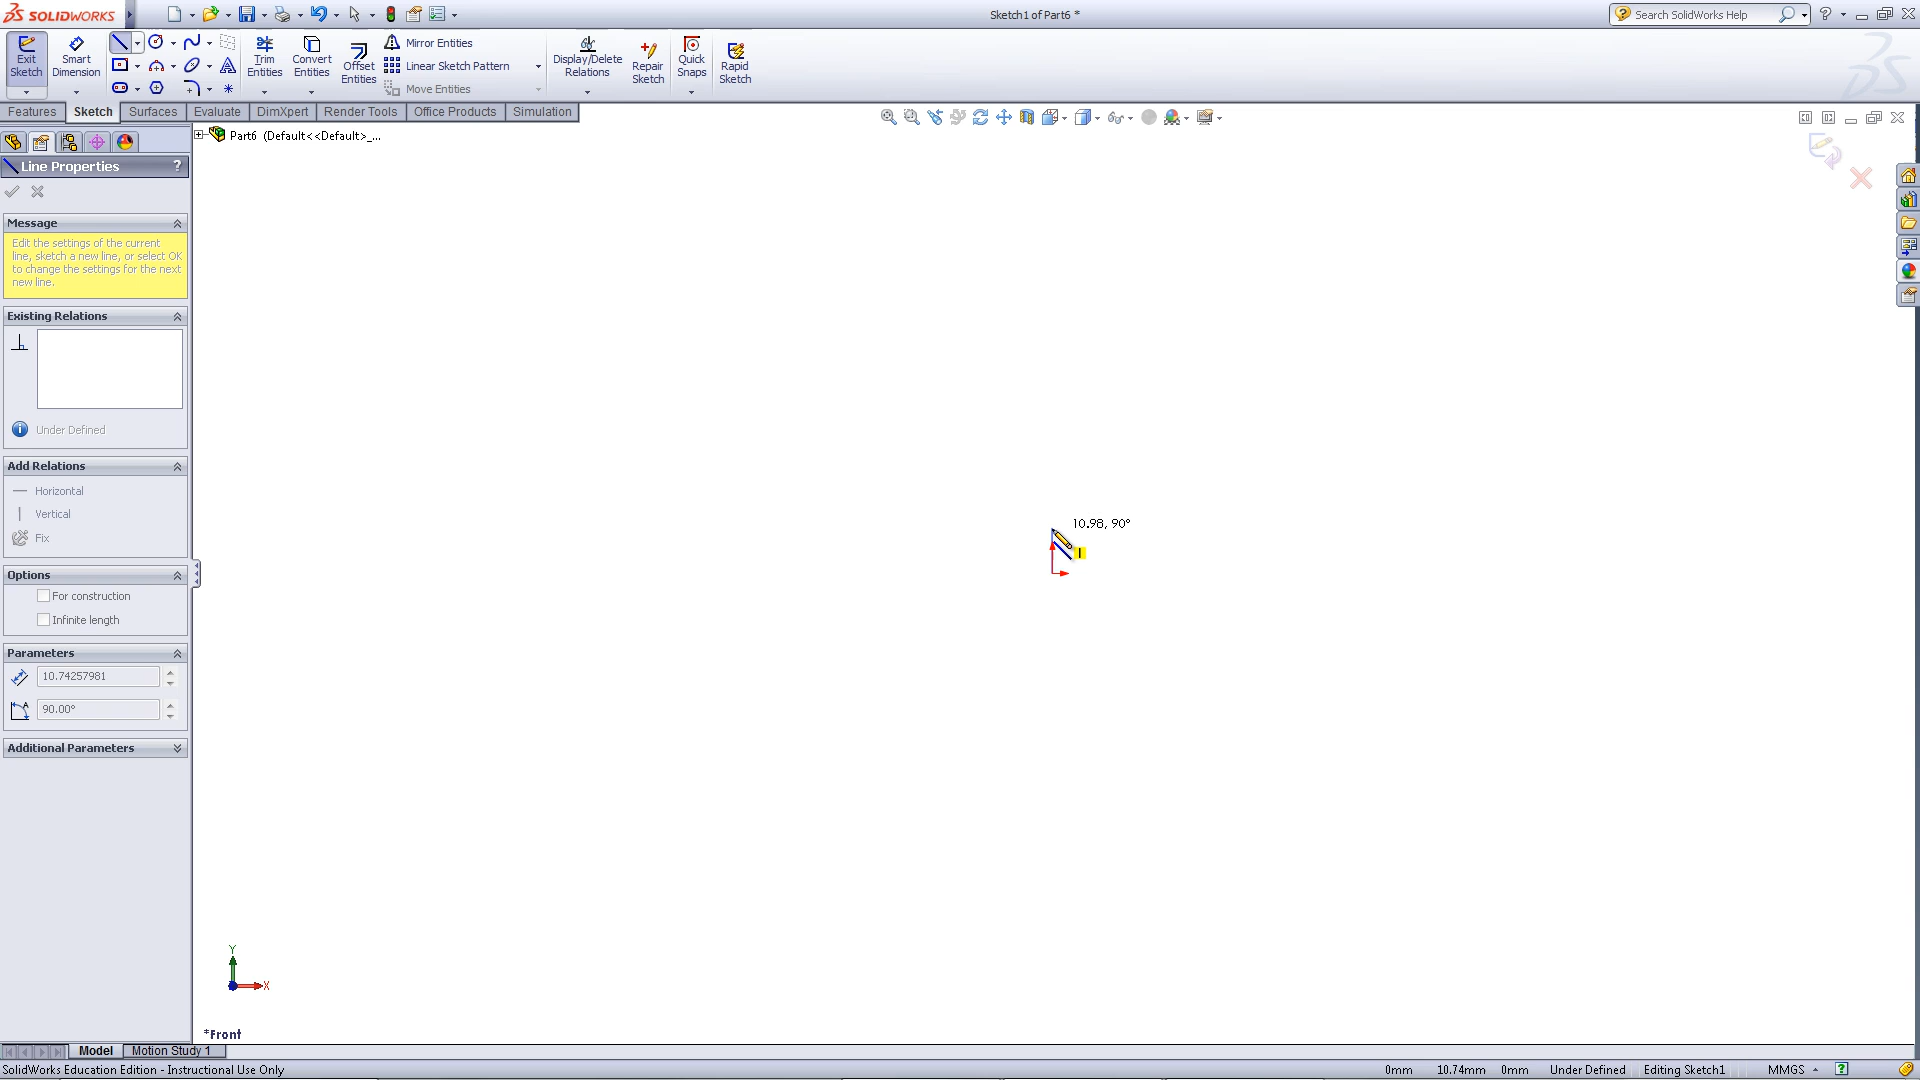 SOLIDWORKS
Sketch1 of Part6 *
Search SolidWorks Help
Exit Sketch
Smart Dimension
Trim Entities
Convert Entities
Offset Entities
Mirror Entities
Linear Sketch Pattern
Move Entities
Display/Delete Relations
Repair Sketch
Quick Snaps
Rapid Sketch
Features
Sketch
Surfaces
Evaluate
DimXpert
Render Tools
Office Products
Simulation
Part6 (Default<<Default>_...
Line Properties
?
Message
Edit the settings of the current
line, sketch a new line, or select OK
to change the settings for the next
new line.
Existing Relations
Under Defined
Add Relations
Horizontal
Vertical
Fix
Options
For construction
Infinite length
Parameters
10.74257981
90.00°
Additional Parameters
10.98, 90°
Y
X
*Front
Model
Motion Study 1
SolidWorks Education Edition - Instructional Use Only
0mm
10.74mm
0mm
Under Defined
Editing Sketch1
MMGS
?